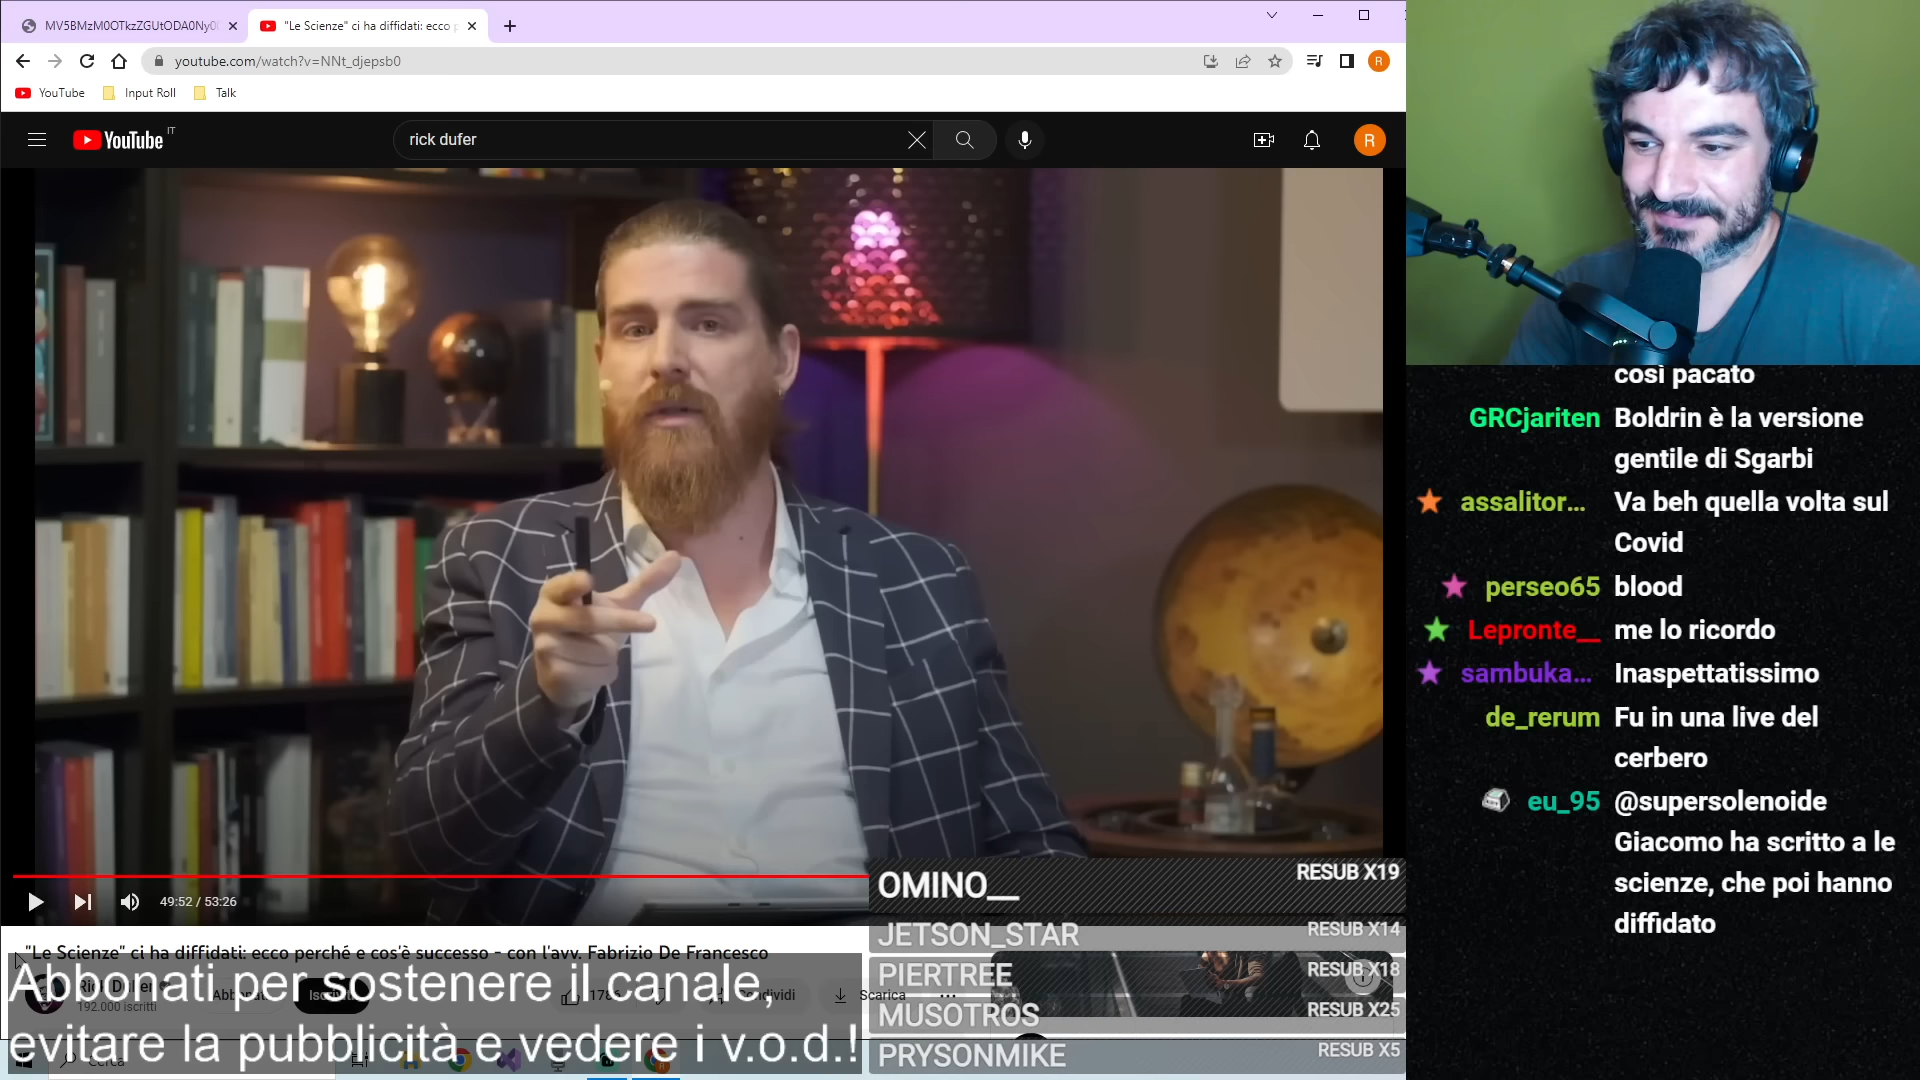 MV5BMzM0OTkzZGUtODA0Ny00
"Le Scienze" ci ha diffidati: ecco p
youtube.com/watch?v=NNt_djepsb0
R
YouTube
Input Roll
Talk
YouTube IT
rick dufer
R
49:52 / 53:26
"Le Scienze" ci ha diffidati: ecco perché e cos'è successo - con l'avv. Fabrizio De Francesco
192.000 iscritti
Scarica
Abbonati per sostenere il canale,
evitare la pubblicità e vedere i v.o.d.!
Cerca
OMINO__ RESUB X19
JETSON_STAR RESUB X14
PIERTREE RESUB X18
MUSOTROS RESUB X25
PRYSONMIKE RESUB X5
così pacato
GRCjariten Boldrin è la versione
gentile di Sgarbi
assalitor... Va beh quella volta sul
Covid
perseo65 blood
Lepronte__ me lo ricordo
sambuka... Inaspettatissimo
de_rerum Fu in una live del
cerbero
eu_95 @supersolenoide
Giacomo ha scritto a le
scienze, che poi hanno
diffidato